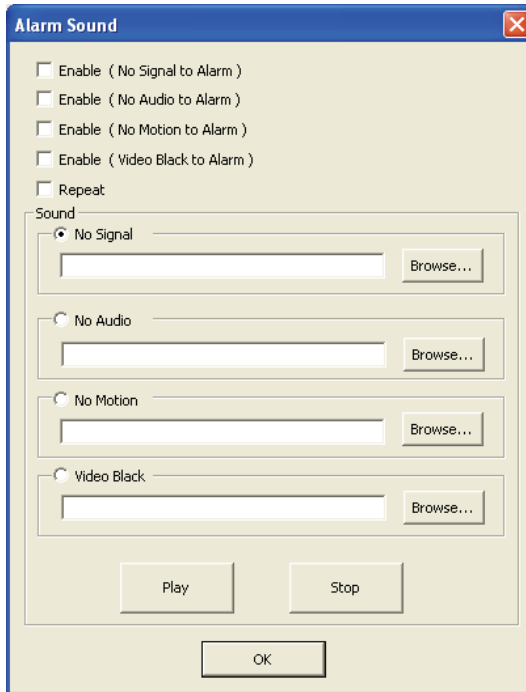 Alarm Sound
Enable ( No Signal to Alarm )
Enable ( No Audio to Alarm )
Enable ( No Motion to Alarm )
Enable ( Video Black to Alarm )
Repeat
Sound
No Signal
Browse...
No Audio
Browse...
No Motion
Browse...
Video Black
Browse...
Play Stop
OK